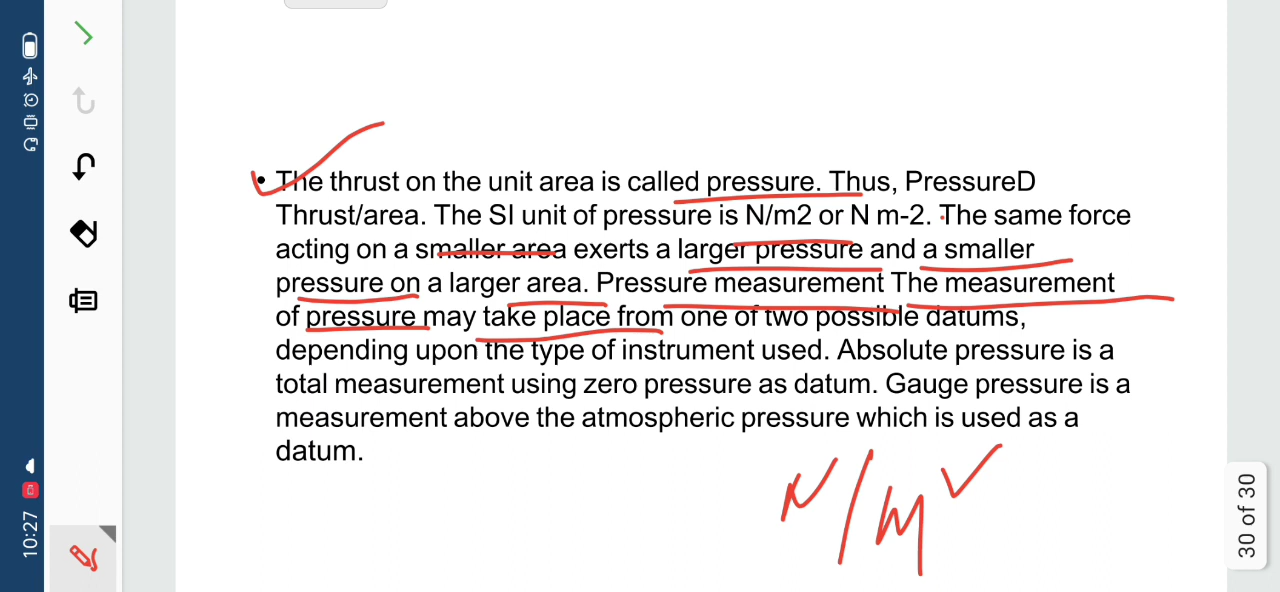 • The thrust on the unit area is called pressure. Thus, PressureD
Thrust/area. The SI unit of pressure is N/m2 or N m-2. The same force
acting on a smaller area exerts a larger pressure and a smaller
pressure on a larger area. Pressure measurement The measurement
of pressure may take place from one of two possible datums,
depending upon the type of instrument used. Absolute pressure is a
total measurement using zero pressure as datum. Gauge pressure is a
measurement above the atmospheric pressure which is used as a
datum.
N/m
30 of 30
10:27